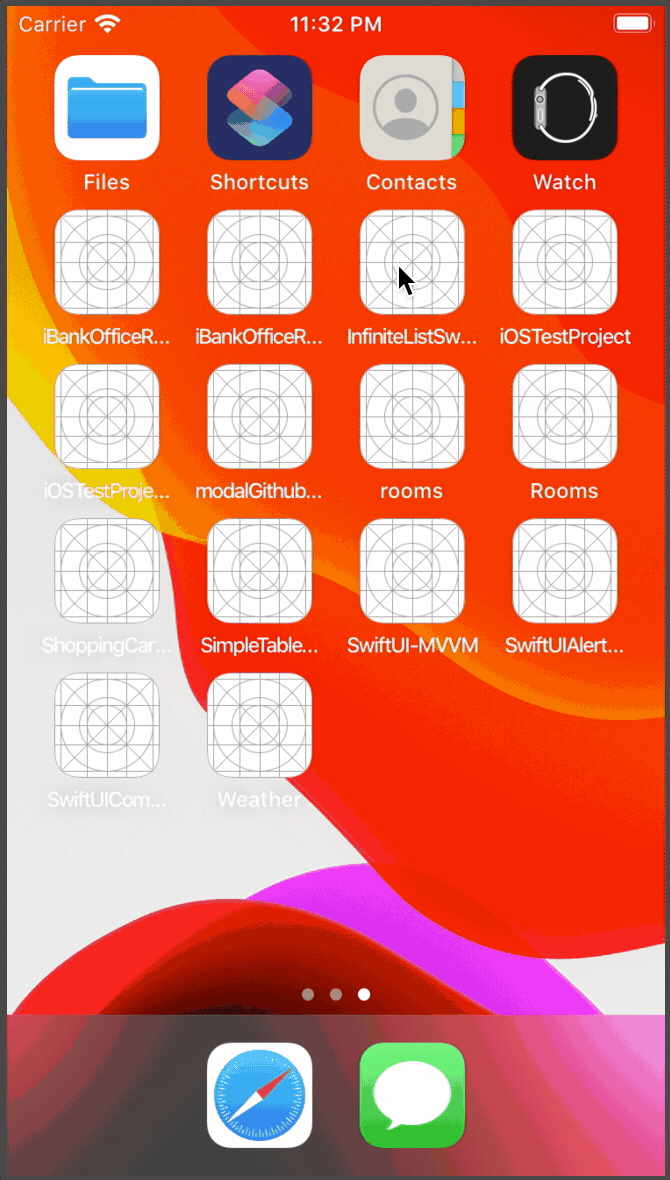 Carrier 11:32 PM
Files Shortcuts Contacts Watch
iBankOfficeR... iBankOfficeR... InfiniteListSw... iOSTestProject
iOSTestProje... modalGithub... rooms Rooms
ShoppingCar... SimpleTable... SwiftUI-MVVM SwiftUIAlert...
SwiftUICom... Weather